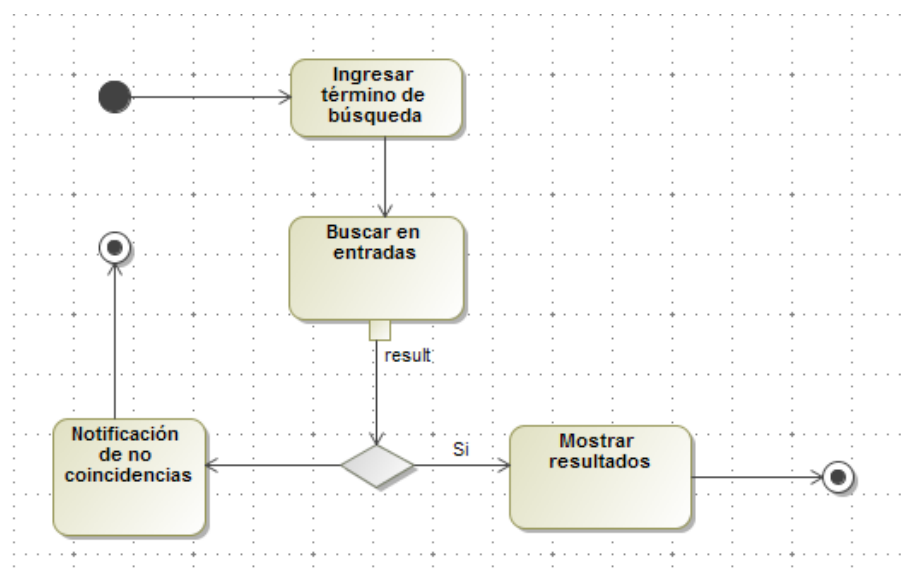 Ingresar
término de
búsqueda
Buscar en
entradas
result
Notificación
de no
coincidencias
Si
Mostrar
resultados